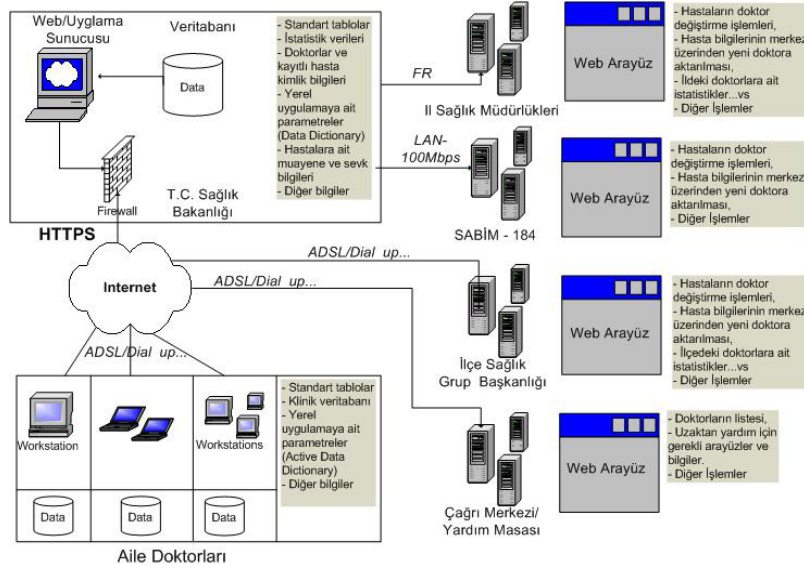 Web/Uyglama
Sunucusu
Veritabanı
Data
- Standart tablolar
- İstatistik verileri
- Doktorlar ve
kayıtlı hasta
kimlik bilgileri
- Yerel
uygulamaya ait
parametreler
(Data Dictionary)
- Hastalara ait
muayene ve sevk
bilgileri
- Diğer bilgiler
Firewall
T.C. Sağlık
Bakanlığı
HTTPS
FR
Il Sağlık Müdürlükleri
Web Arayüz
- Hastaların doktor
değiştirme işlemleri,
- Hasta bilgilerinin merkez
üzerinden yeni doktora
aktarılması,
- İldeki doktorlara ait
istatistikler...vs
- Diğer İşlemler
LAN-
100Mbps
SABİM - 184
Web Arayüz
- Hastaların doktor
değiştirme işlemleri,
- Hasta bilgilerinin merkez
üzerinden yeni doktora
aktarılması,
- Diğer İşlemler
Internet
ADSL/Dial up...
ADSL/Dial up...
ADSL/Dial up...
İlçe Sağlık
Grup Başkanlığı
Web Arayüz
- Hastaların doktor
değiştirme işlemleri,
- Hasta bilgilerinin merkez
üzerinden yeni doktora
aktarılması,
- İlçedeki doktorlara ait
istatistikler...vs
- Diğer İşlemler
Workstation
Workstations
- Standart tablolar
- Klinik veritabanı
- Yerel
uygulamaya ait
parametreler
(Active Data
Dictionary)
- Diğer bilgiler
Data
Data
Data
Aile Doktorları
Çağrı Merkezi/
Yardım Masası
Web Arayüz
- Doktorların listesi,
- Uzaktan yardım için
gerekli arayüzler ve
bilgiler.
- Diğer İşlemler